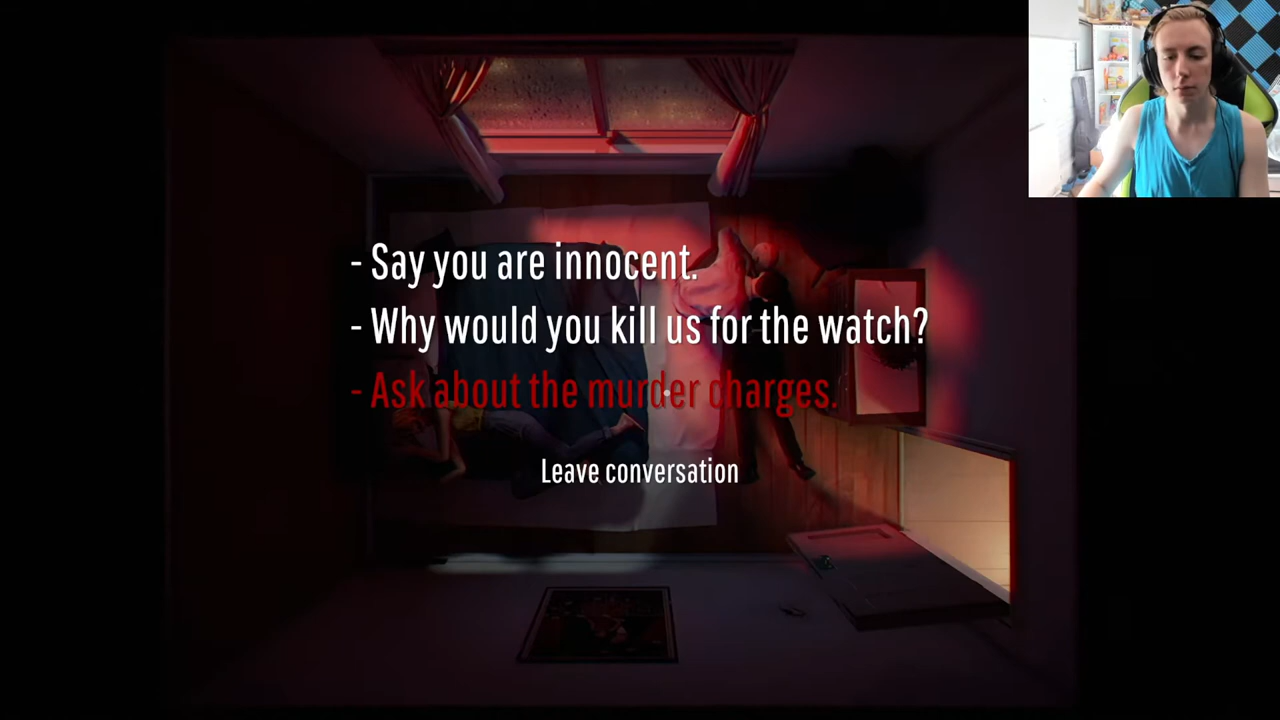 - Say you are innocent.
- Why would you kill us for the watch?
- Ask about the murder charges.
Leave conversation